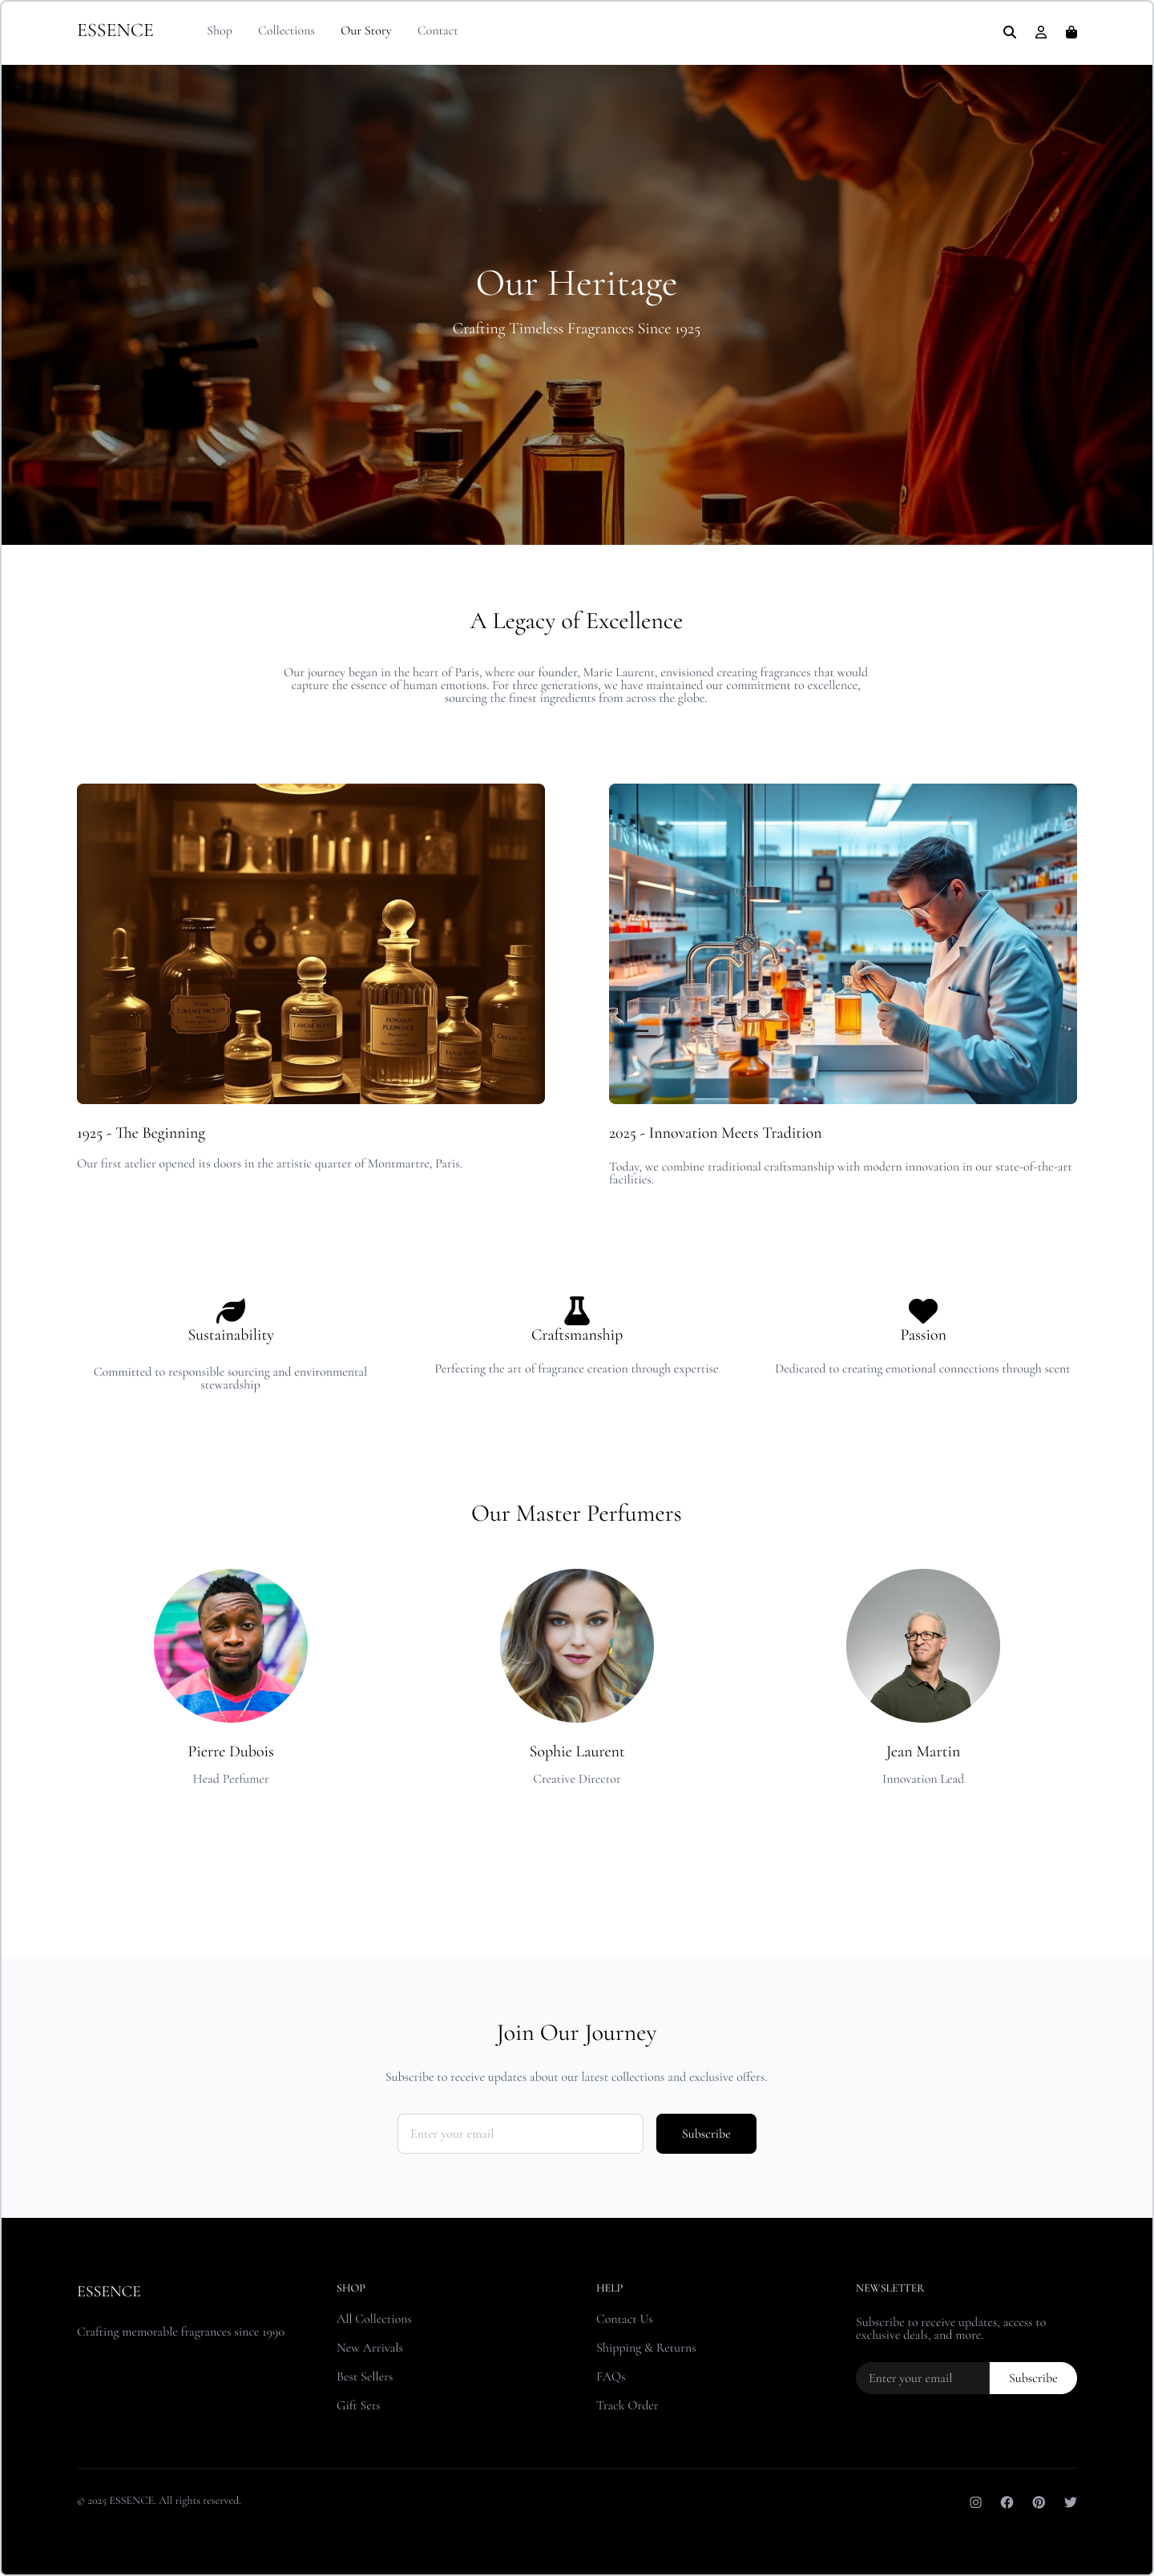 ESSENCE
Shop
Collections
Our Story
Contact
Our Heritage
Crafting Timeless Fragrances Since 1925
A Legacy of Excellence
Our journey began in the heart of Paris, where our founder, Marie Laurent, envisioned creating fragrances that would
capture the essence of human emotions. For three generations, we have maintained our commitment to excellence,
sourcing the finest ingredients from across the globe.
1925 - The Beginning
Our first atelier opened its doors in the artistic quarter of Montmartre, Paris.
2025 - Innovation Meets Tradition
Today, we combine traditional craftsmanship with modern innovation in our state-of-the-art
facilities.
Sustainability
Committed to responsible sourcing and environmental
stewardship
Craftsmanship
Perfecting the art of fragrance creation through expertise
Passion
Dedicated to creating emotional connections through scent
Our Master Perfumers
Pierre Dubois
Head Perfumer
Sophie Laurent
Creative Director
Jean Martin
Innovation Lead
Join Our Journey
Subscribe to receive updates about our latest collections and exclusive offers.
Enter your email
Subscribe
ESSENCE
Crafting memorable fragrances since 1990
SHOP
All Collections
New Arrivals
Best Sellers
Gift Sets
HELP
Contact Us
Shipping & Returns
FAQs
Track Order
NEWSLETTER
Subscribe to receive updates, access to
exclusive deals, and more.
Enter your email
Subscribe
© 2025 ESSENCE. All rights reserved.